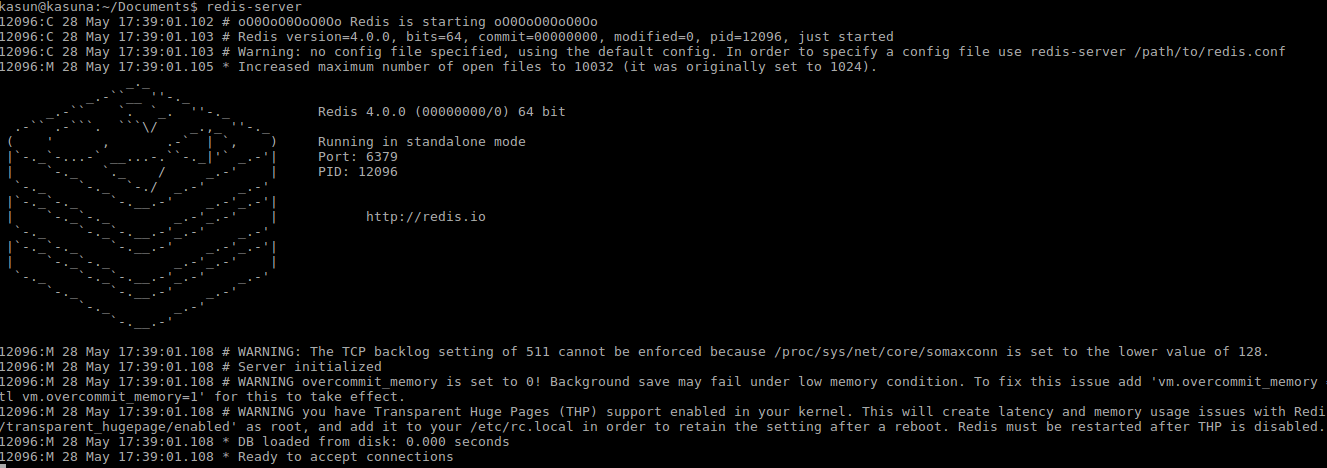 kasun@kasuna:~/Documents$ redis-server
12096:C 28 May 17:39:01.102 # oO0OoO0OoO0Oo Redis is starting oO0OoO0OoO0Oo
12096:C 28 May 17:39:01.103 # Redis version=4.0.0, bits=64, commit=00000000, modified=0, pid=12096, just started
12096:C 28 May 17:39:01.103 # Warning: no config file specified, using the default config. In order to specify a config file use redis-server /path/to/redis.conf
12096:M 28 May 17:39:01.105 * Increased maximum number of open files to 10032 (it was originally set to 1024).
Redis 4.0.0 (00000000/0) 64 bit
Running in standalone mode
Port: 6379
PID: 12096
http://redis.io
12096:M 28 May 17:39:01.108 # WARNING: The TCP backlog setting of 511 cannot be enforced because /proc/sys/net/core/somaxconn is set to the lower value of 128.
12096:M 28 May 17:39:01.108 # Server initialized
12096:M 28 May 17:39:01.108 # WARNING overcommit_memory is set to 0! Background save may fail under low memory condition. To fix this issue add 'vm.overcommit_memory
tl vm.overcommit_memory=1' for this to take effect.
12096:M 28 May 17:39:01.108 # WARNING you have Transparent Huge Pages (THP) support enabled in your kernel. This will create latency and memory usage issues with Redi
/transparent_hugepage/enabled' as root, and add it to your /etc/rc.local in order to retain the setting after a reboot. Redis must be restarted after THP is disabled.
12096:M 28 May 17:39:01.108 * DB loaded from disk: 0.000 seconds
12096:M 28 May 17:39:01.108 * Ready to accept connections